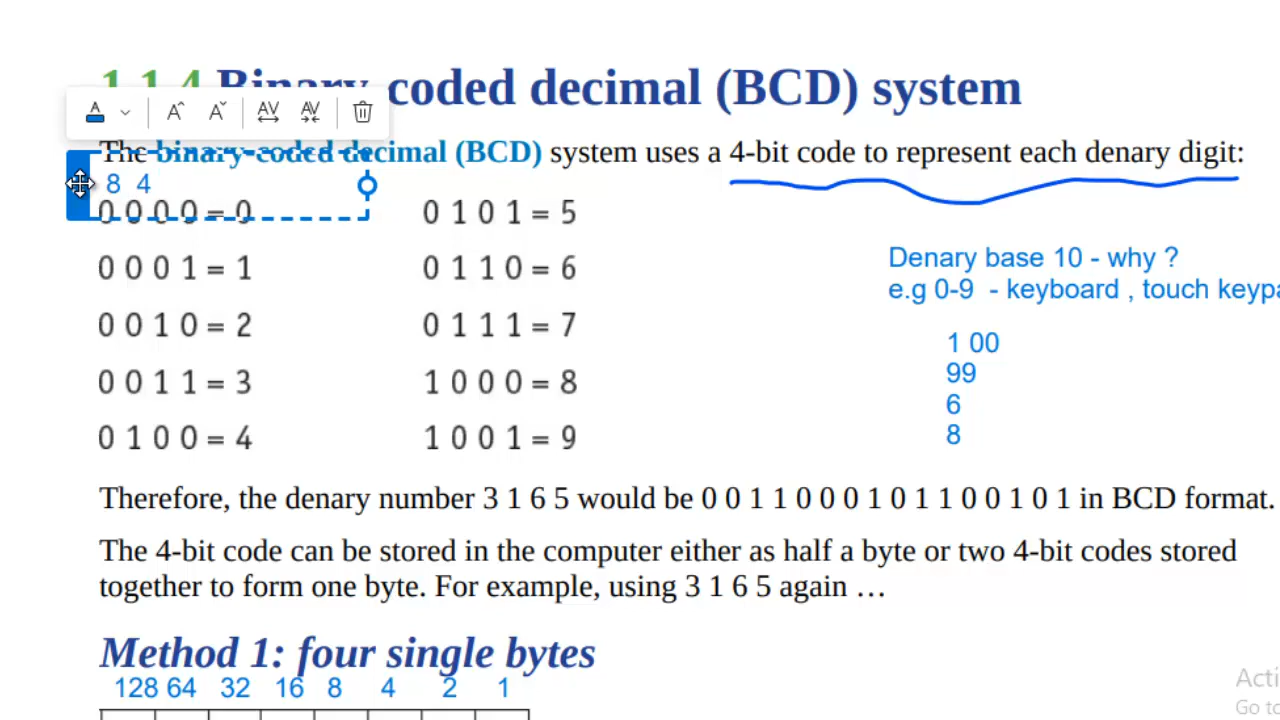 1.1.4 Binary-coded decimal (BCD) system
The binary-coded decimal (BCD) system uses a 4-bit code to represent each denary digit:
8 4
0 0 0 0 = 0
0 0 0 1 = 1
0 0 1 0 = 2
0 0 1 1 = 3
0 1 0 0 = 4
0 1 0 1 = 5
0 1 1 0 = 6
0 1 1 1 = 7
1 0 0 0 = 8
1 0 0 1 = 9
Denary base 10 - why ?
e.g 0-9 - keyboard , touch
1 00
99
6
8
Therefore, the denary number 3 1 6 5 would be 0 0 1 1 0 0 0 1 0 1 1 0 0 1 0 1 in BCD format.
The 4-bit code can be stored in the computer either as half a byte or two 4-bit codes stored
together to form one byte. For example, using 3 1 6 5 again …
Method 1: four single bytes
128 64 32 16 8 4 2 1
Go to